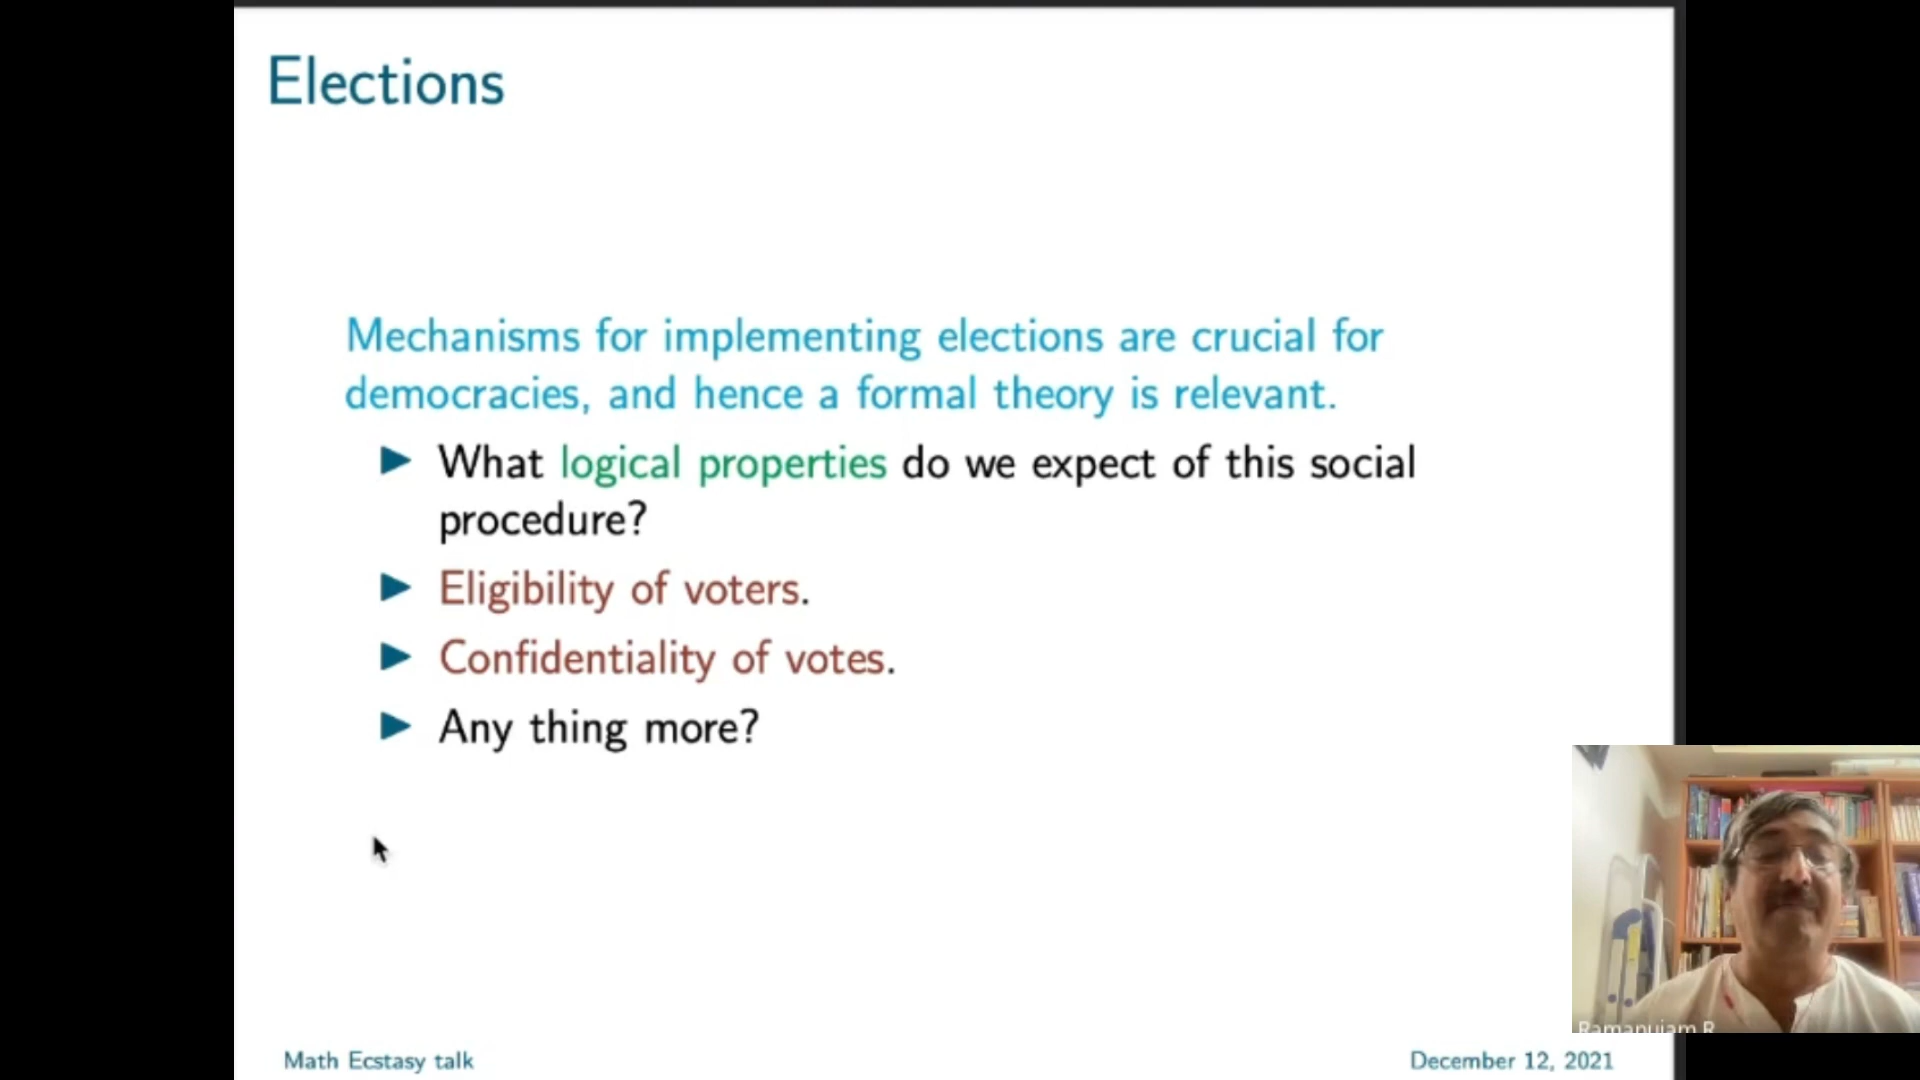 Elections
Mechanisms for implementing elections are crucial for
democracies, and hence a formal theory is relevant.
What logical properties do we expect of this social
procedure?
Eligibility of voters.
Confidentiality of votes.
Any thing more?
Ramanujam R
Math Ecstasy talk
December 12, 2021